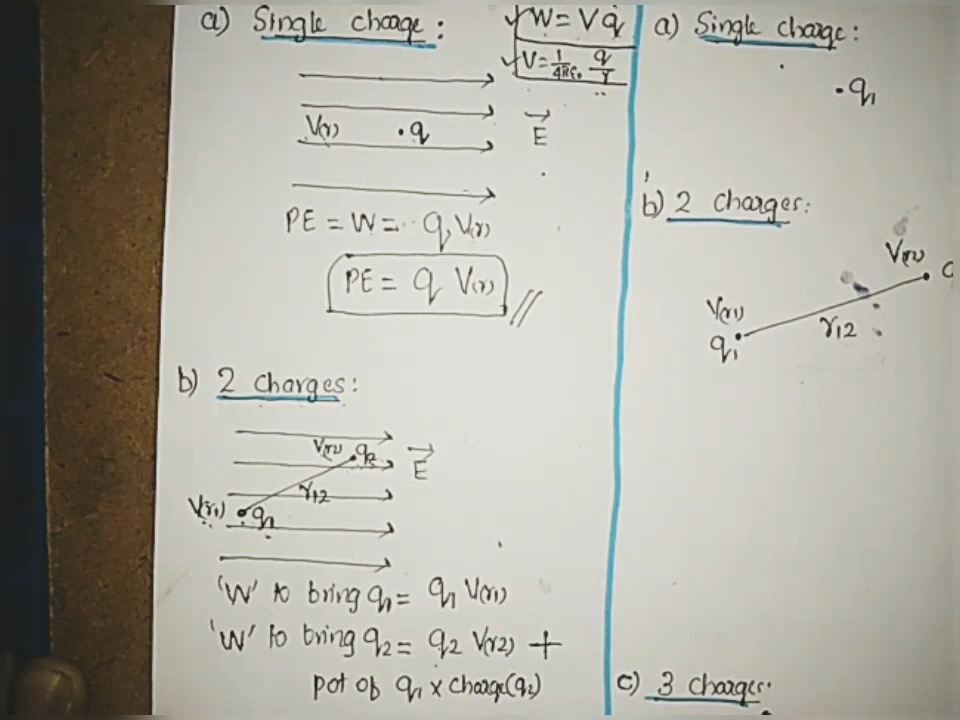 a) Single charge:
W = Vq
V = 1/4πε₀ q/r
V(r) .q
E
PE = W = q V(r)
PE = q V(r) //
b) 2 Charges:
V(r2) q2
E
r12
V(r1) q1
'W' to bring q1 = q1 V(r1)
'W' to bring q2 = q2 V(r2) +
pot of q1 x charge(q2)
a) Single charge:
.q1
b) 2 Charges:
V(r2)
V(r1)
r12
q1
c) 3 Charges: